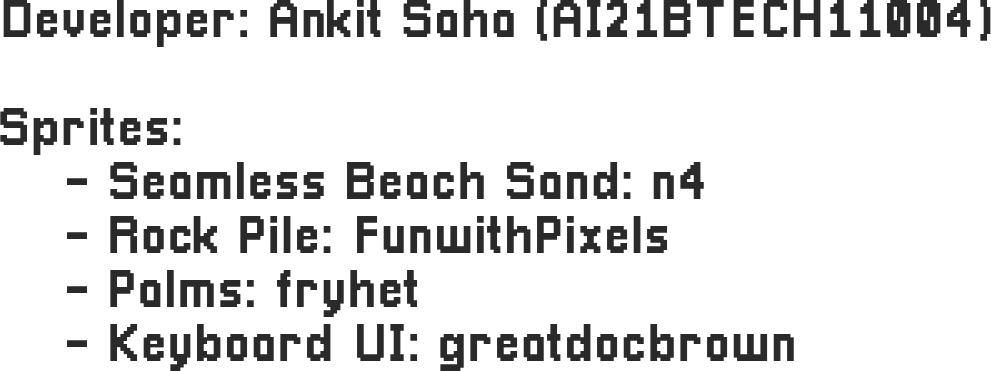 Developer: Ankit Saha (AI21BTECH11004)
Sprites:
- Seamless Beach Sand: n4
- Rock Pile: FunwithPixels
- Palms: fryhet
- Keyboard UI: greatdocbrown